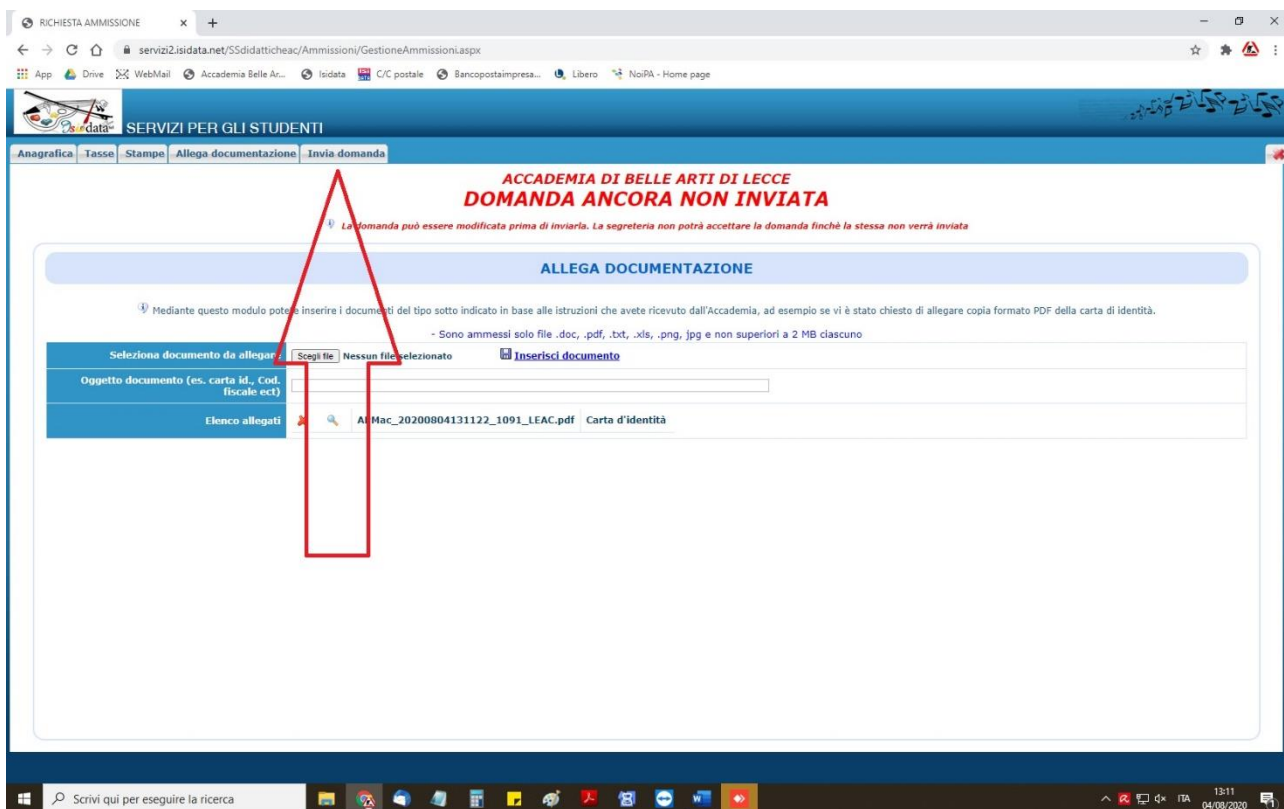 RICHIESTA AMMISSIONE
servizi2.isidata.net/SSdidatticheac/Ammissioni/GestioneAmmissioni.aspx
App Drive WebMail Accademia Belle Ar... Isidata C/C postale Bancopostaimpresa... Libero NoiPA - Home page
Isidata SERVIZI PER GLI STUDENTI
Anagrafica Tasse Stampe Allega documentazione Invia domanda
ACCADEMIA DI BELLE ARTI DI LECCE
DOMANDA ANCORA NON INVIATA
La domanda può essere modificata prima di inviarla. La segreteria non potrà accettare la domanda finchè la stessa non verrà inviata
ALLEGA DOCUMENTAZIONE
Mediante questo modulo potete inserire i documenti del tipo sotto indicato in base alle istruzioni che avete ricevuto dall'Accademia, ad esempio se vi è stato chiesto di allegare copia formato PDF della carta di identità.
- Sono ammessi solo file .doc, .pdf, .txt, .xls, .png, jpg e non superiori a 2 MB ciascuno
Seleziona documento da allegare Scegli file Nessun file selezionato Inserisci documento
Oggetto documento (es. carta id., Cod.
fiscale ect)
Elenco allegati Mac_20200804131122_1091_LEAC.pdf Carta d'identità
Scrivi qui per eseguire la ricerca
ITA
13:11
04/08/2020